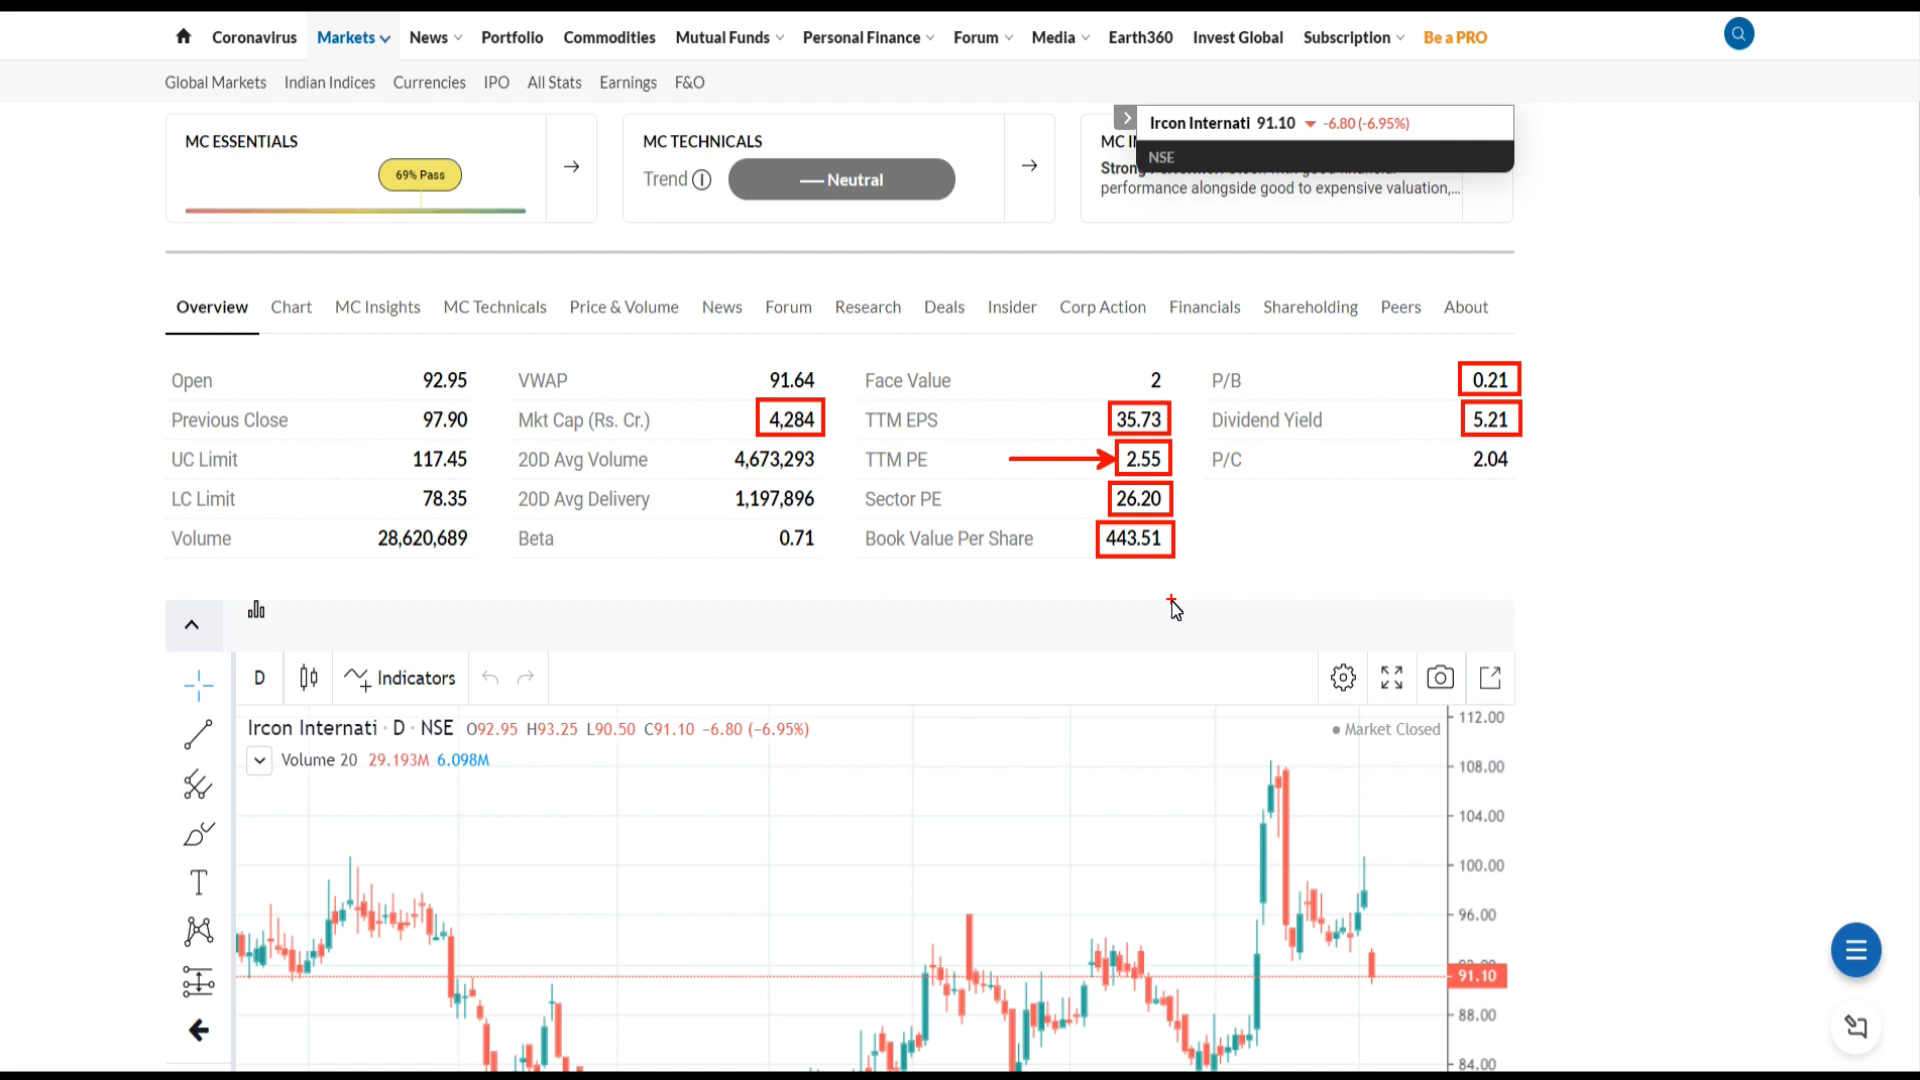 Coronavirus Markets News Portfolio Commodities Mutual Funds Personal Finance Forum Media Earth360 Invest Global Subscription Be a PRO
Global Markets Indian Indices Currencies IPO All Stats Earnings F&O
MC ESSENTIALS
69% Pass
MC TECHNICALS
Trend
Neutral
Ircon Internati 91.10 -6.80 (-6.95%)
NSE
performance alongside good to expensive valuation,...
Overview Chart MC Insights MC Technicals Price & Volume News Forum Research Deals Insider Corp Action Financials Shareholding Peers About
Open 92.95 VWAP 91.64 Face Value 2 P/B 0.21
Previous Close 97.90 Mkt Cap (Rs. Cr.) 4,284 TTM EPS 35.73 Dividend Yield 5.21
UC Limit 117.45 20D Avg Volume 4,673,293 TTM PE 2.55 P/C 2.04
LC Limit 78.35 20D Avg Delivery 1,197,896 Sector PE 26.20
Volume 28,620,689 Beta 0.71 Book Value Per Share 443.51
D Indicators
Ircon Internati · D · NSE O92.95 H93.25 L90.50 C91.10 −6.80 (−6.95%)
Market Closed
Volume 20 29.193M 6.098M
112.00
108.00
104.00
100.00
96.00
91.10
88.00
84.00